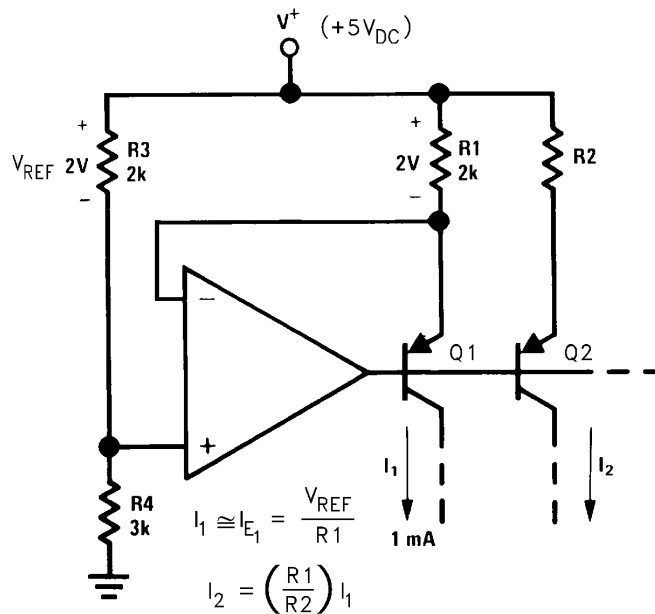 V+ (+5VDC)
+
VREF 2V
-
R3
2k
+
2V
-
R1
2k
R2
−
+
Q1
Q2
R4
3k
I1
1 mA
I2
I1 ≅ IE1 = VREF / R1
I2 = (R1 / R2) I1